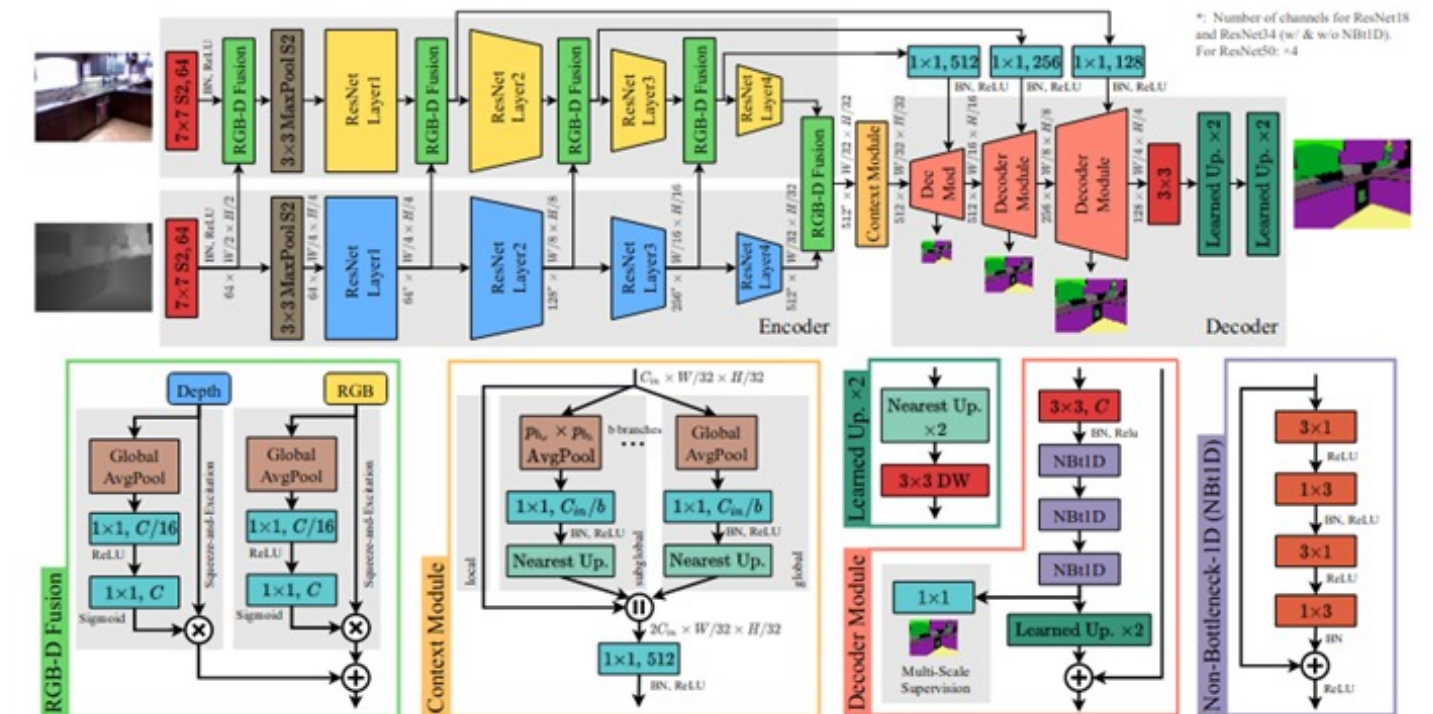 *: Number of channels for ResNet18
and ResNet34 (w/ & w/o NBt1D).
For ResNet50: ×4
7×7 S2, 64
BN, ReLU
RGB-D Fusion
3×3 MaxPool S2
ResNet
Layer1
RGB-D Fusion
ResNet
Layer2
RGB-D Fusion
ResNet
Layer3
RGB-D Fusion
ResNet
Layer4
RGB-D Fusion
1×1, 512
1×1, 256
1×1, 128
BN, ReLU
BN, ReLU
BN, ReLU
7×7 S2, 64
BN, ReLU
64 × W/2 × H/2
3×3 MaxPool S2
64 × W/4 × H/4
ResNet
Layer1
64* × W/4 × H/4
ResNet
Layer2
128* × W/8 × H/8
ResNet
Layer3
256* × W/16 × H/16
ResNet
Layer4
512* × W/32 × H/32
Encoder
512* × W/32 × H/32
Context Module
512 × W/32 × H/32
Dec
Mod
512 × W/16 × H/16
Decoder
Module
256 × W/8 × H/8
Decoder
Module
128 × W/4 × H/4
3×3
Learned Up. ×2
Learned Up. ×2
Decoder
RGB-D Fusion
Depth
RGB
Global
AvgPool
1×1, C/16
ReLU
1×1, C
Sigmoid
Squeeze-and-Excitation
Global
AvgPool
1×1, C/16
ReLU
1×1, C
Sigmoid
Squeeze-and-Excitation
Context Module
C_in × W/32 × H/32
local
p_bw × p_bh
AvgPool
b branches
Global
AvgPool
1×1, C_in/b
1×1, C_in/b
BN, ReLU
BN, ReLU
Nearest Up.
Nearest Up.
subglobal
global
2C_in × W/32 × H/32
1×1, 512
BN, ReLU
Learned Up. ×2
Nearest Up.
×2
3×3 DW
Decoder Module
3×3, C
BN, Relu
NBt1D
NBt1D
NBt1D
1×1
Learned Up. ×2
Multi-Scale
Supervision
Non-Bottleneck-1D (NBt1D)
3×1
ReLU
1×3
BN, ReLU
3×1
ReLU
1×3
BN
ReLU